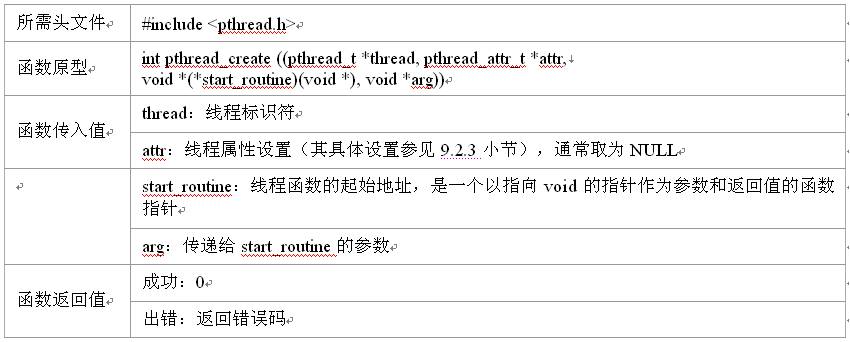 所需头文件
#include <pthread.h>
函数原型
int pthread_create ((pthread_t *thread, pthread_attr_t *attr,
void *(*start_routine)(void *), void *arg))
函数传入值
thread：线程标识符
attr：线程属性设置（其具体设置参见 9.2.3 小节），通常取为 NULL
start_routine：线程函数的起始地址，是一个以指向 void 的指针作为参数和返回值的函数
指针
arg：传递给 start_routine 的参数
函数返回值
成功：0
出错：返回错误码